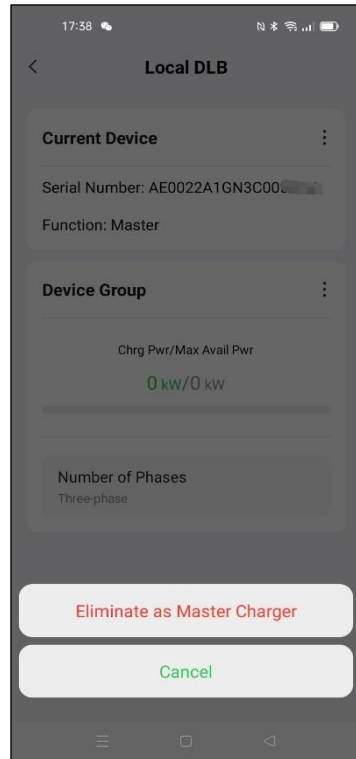 17:38
Local DLB
Current Device
Serial Number: AE0022A1GN3C00
Function: Master
Device Group
Chrg Pwr/Max Avail Pwr
0 kW/0 kW
Number of Phases
Three-phase
Eliminate as Master Charger
Cancel